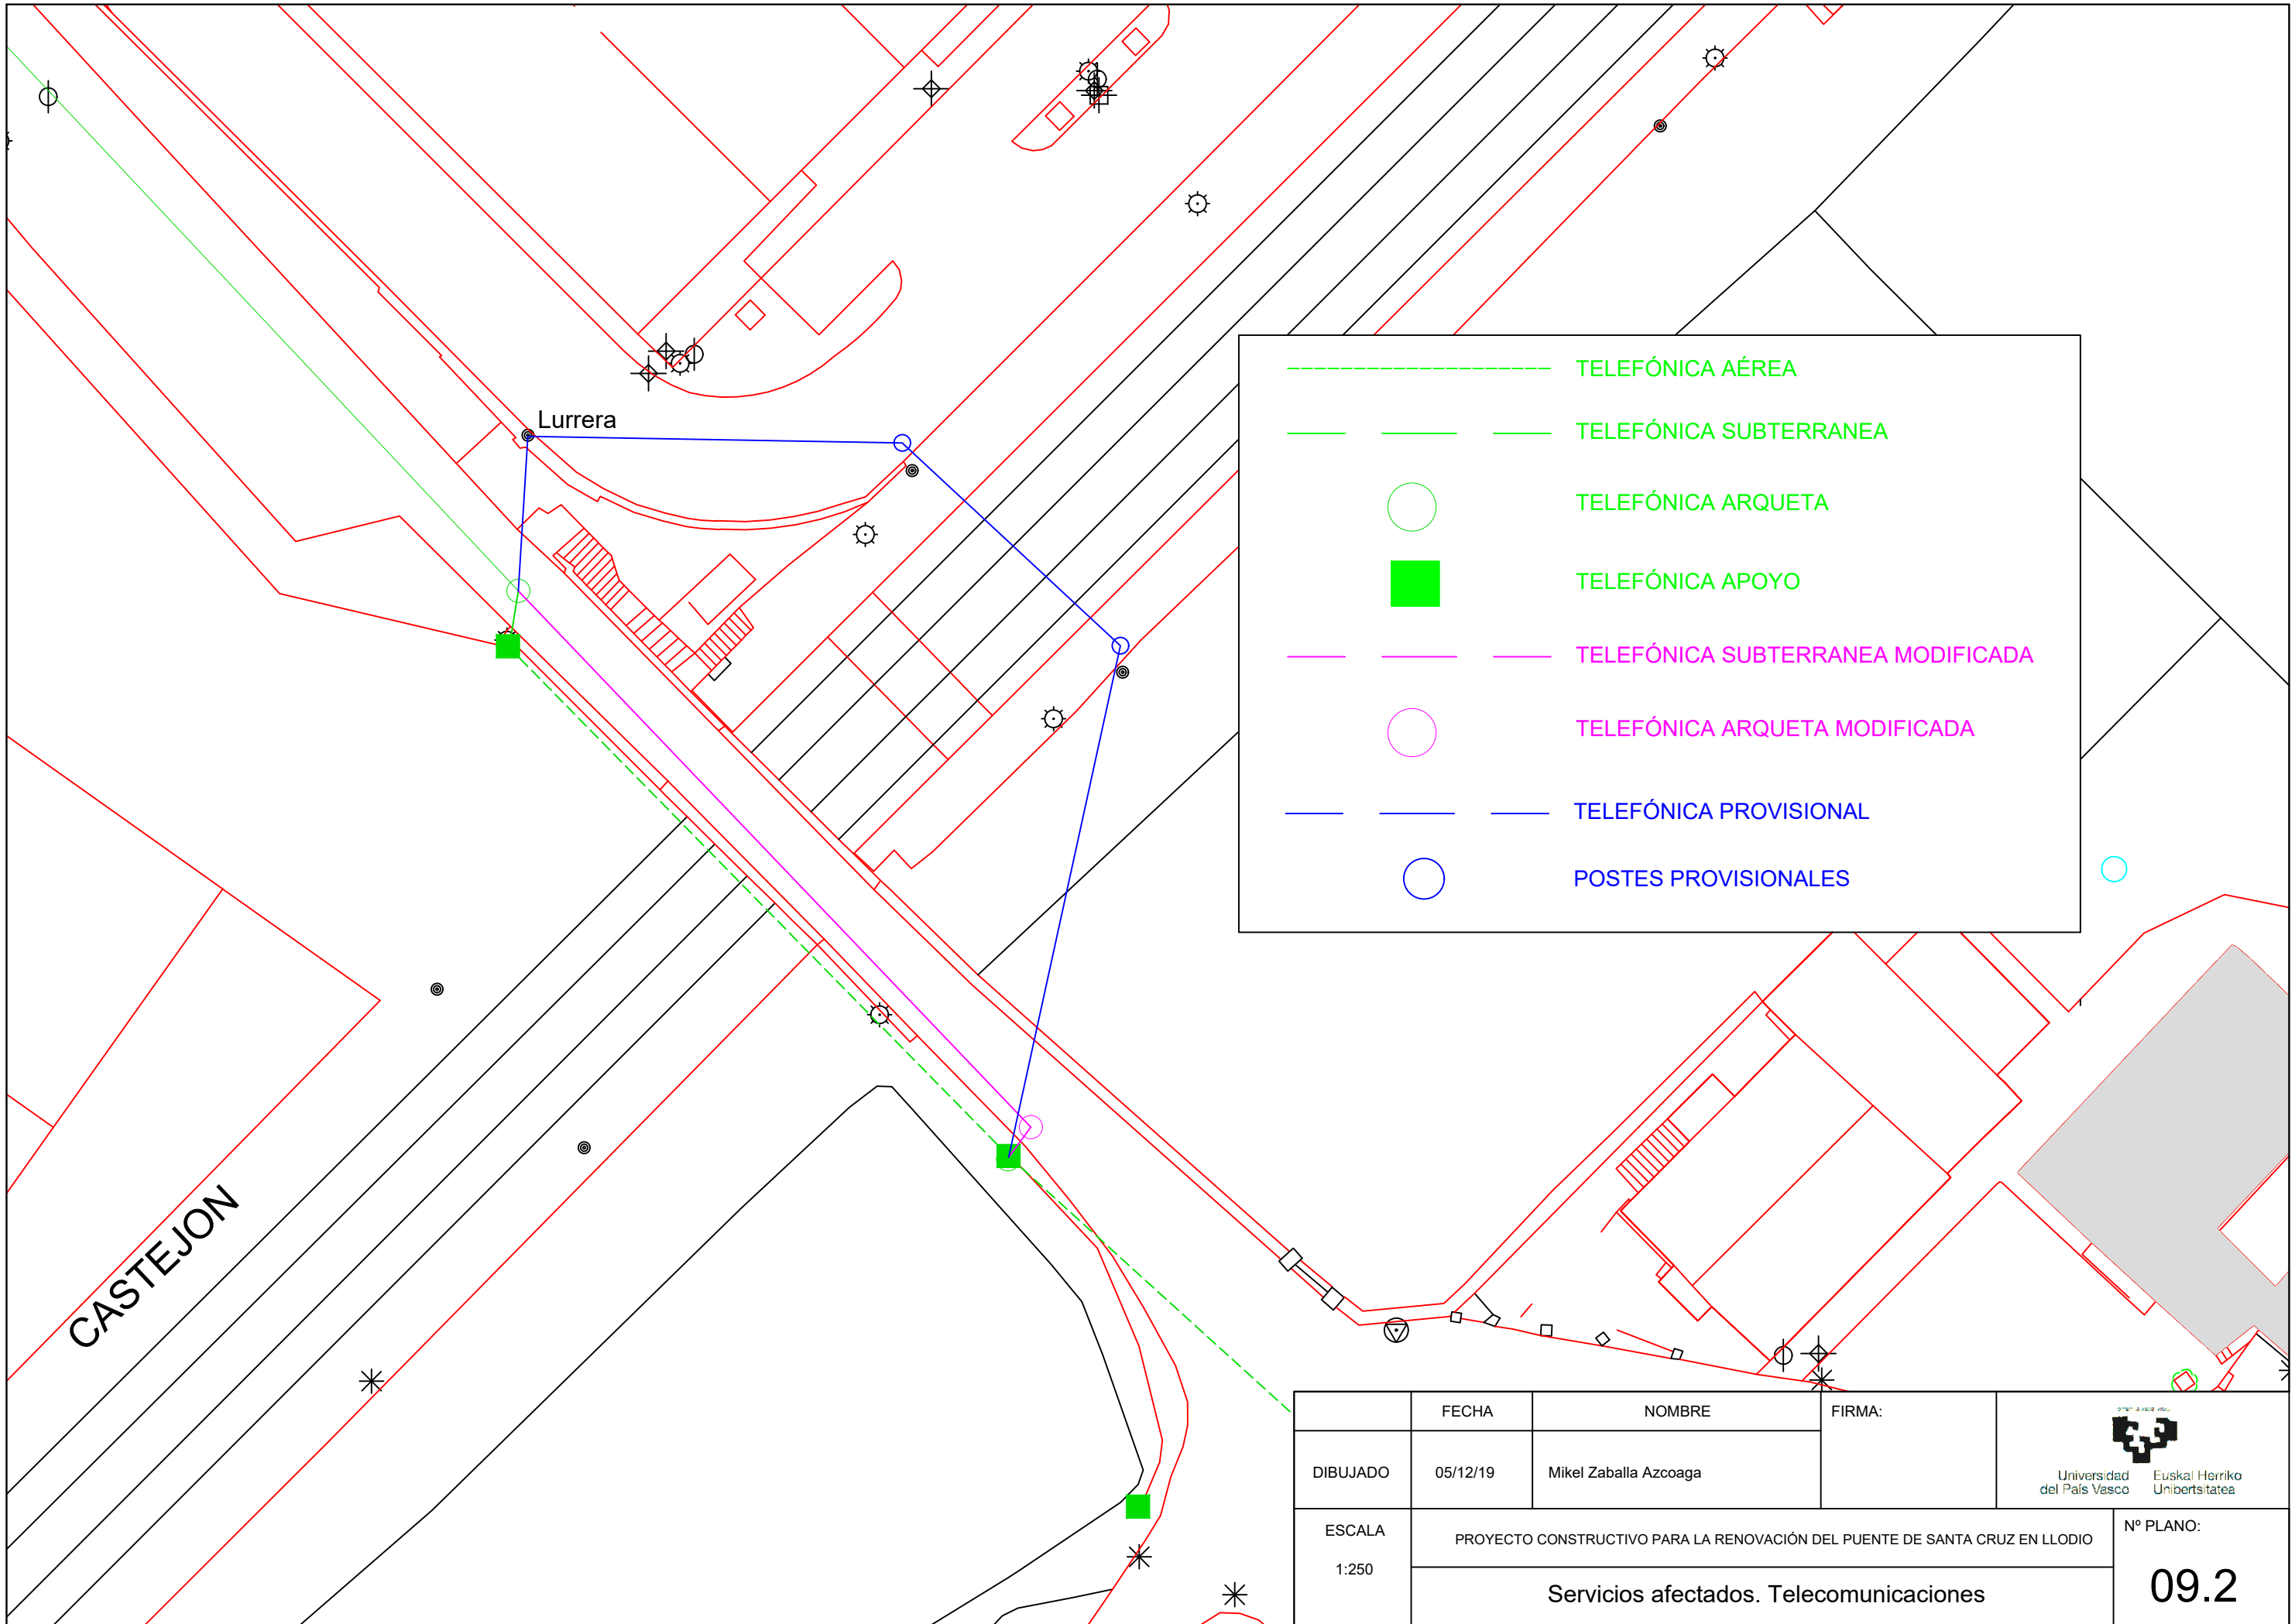 Lurrera
TELEFÓNICA AÉREA
TELEFÓNICA SUBTERRANEA
TELEFÓNICA ARQUETA
TELEFÓNICA APOYO
TELEFÓNICA SUBTERRANEA MODIFICADA
TELEFÓNICA ARQUETA MODIFICADA
TELEFÓNICA PROVISIONAL
POSTES PROVISIONALES
CASTEJON
FECHA
NOMBRE
FIRMA:
DIBUJADO
05/12/19
Mikel Zaballa Azcoaga
Universidad del País Vasco
Euskal Herriko Unibertsitatea
ESCALA
1:250
PROYECTO CONSTRUCTIVO PARA LA RENOVACIÓN DEL PUENTE DE SANTA CRUZ EN LLODIO
Servicios afectados. Telecomunicaciones
Nº PLANO:
09.2